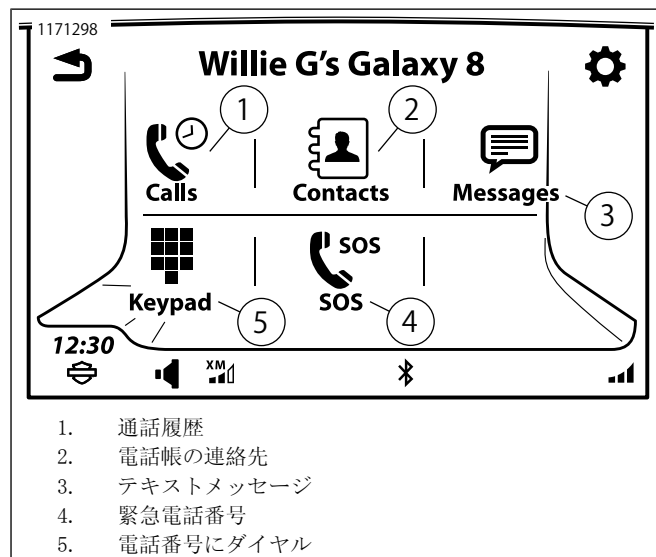 1171298
Willie G's Galaxy 8
1
2
Calls
Contacts
Messages
3
SOS
Keypad
SOS
5
4
12:30
XM
1. 通話履歴
2. 電話帳の連絡先
3. テキストメッセージ
4. 緊急電話番号
5. 電話番号にダイヤル